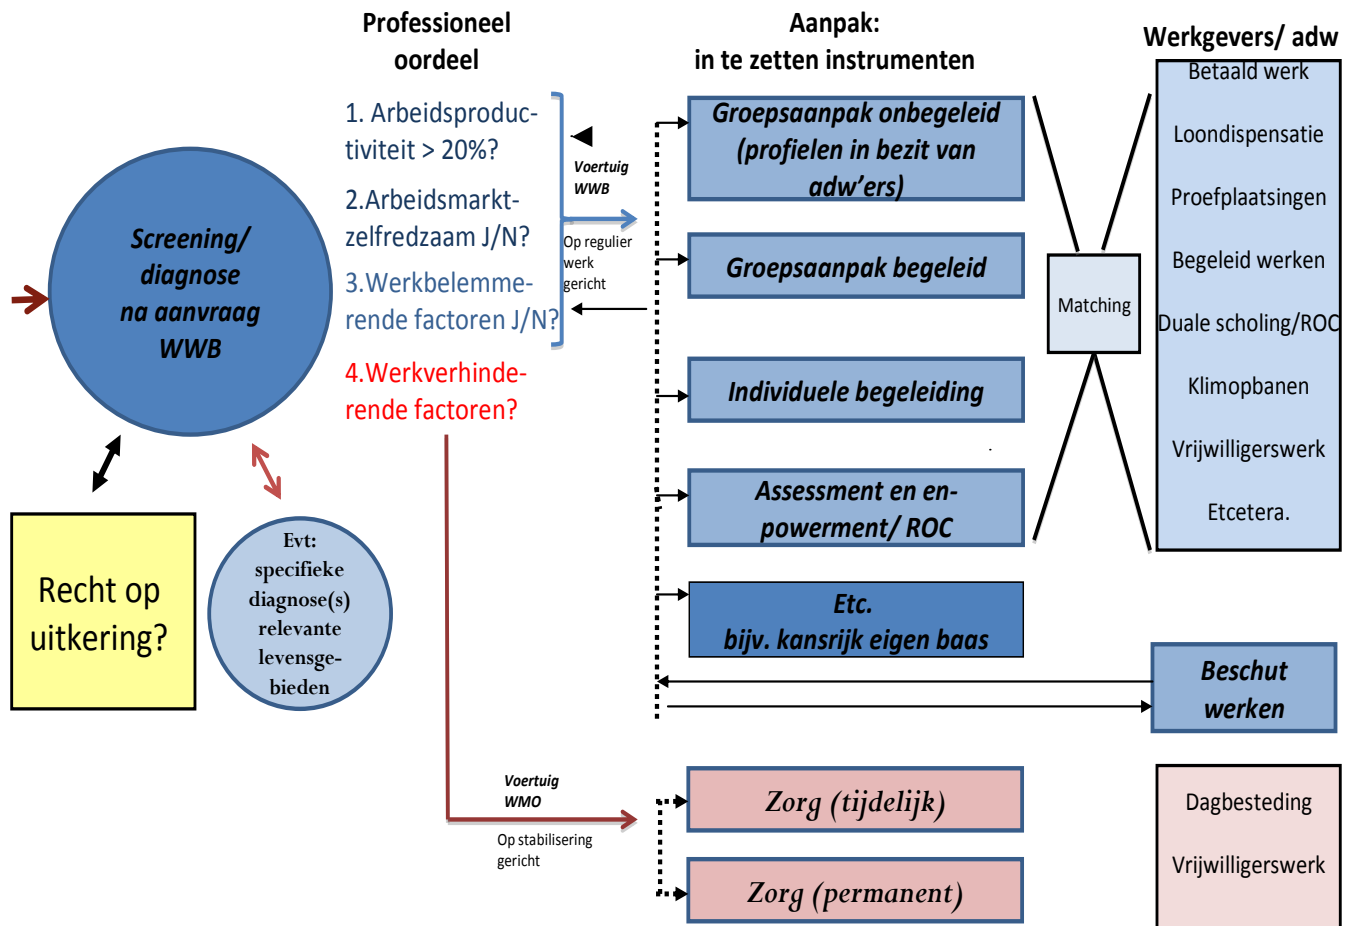 Professioneel
oordeel
Aanpak:
in te zetten instrumenten
Werkgevers/ adw
Screening/
diagnose
na aanvraag
WWB
Recht op
uitkering?
Evt:
specifieke
diagnose(s)
relevante
levensge-
bieden
1. Arbeidsproduc-
tiviteit > 20%?
2.Arbeidsmarkt-
zelfredzaam J/N?
3.Werkbelemme-
rende factoren J/N?
4.Werkverhinde-
rende factoren?
Voertuig
WWB
Op regulier
werk
gericht
Voertuig
WMO
Op stabilisering
gericht
Groepsaanpak onbegeleid
(profielen in bezit van
adw’ers)
Groepsaanpak begeleid
Individuele begeleiding
Assessment en en-
powerment/ ROC
Etc.
bijv. kansrijk eigen baas
Zorg (tijdelijk)
Zorg (permanent)
Matching
Betaald werk
Loondispensatie
Proefplaatsingen
Begeleid werken
Duale scholing/ROC
Klimopbanen
Vrijwilligerswerk
Etcetera.
Beschut
werken
Dagbesteding
Vrijwilligerswerk